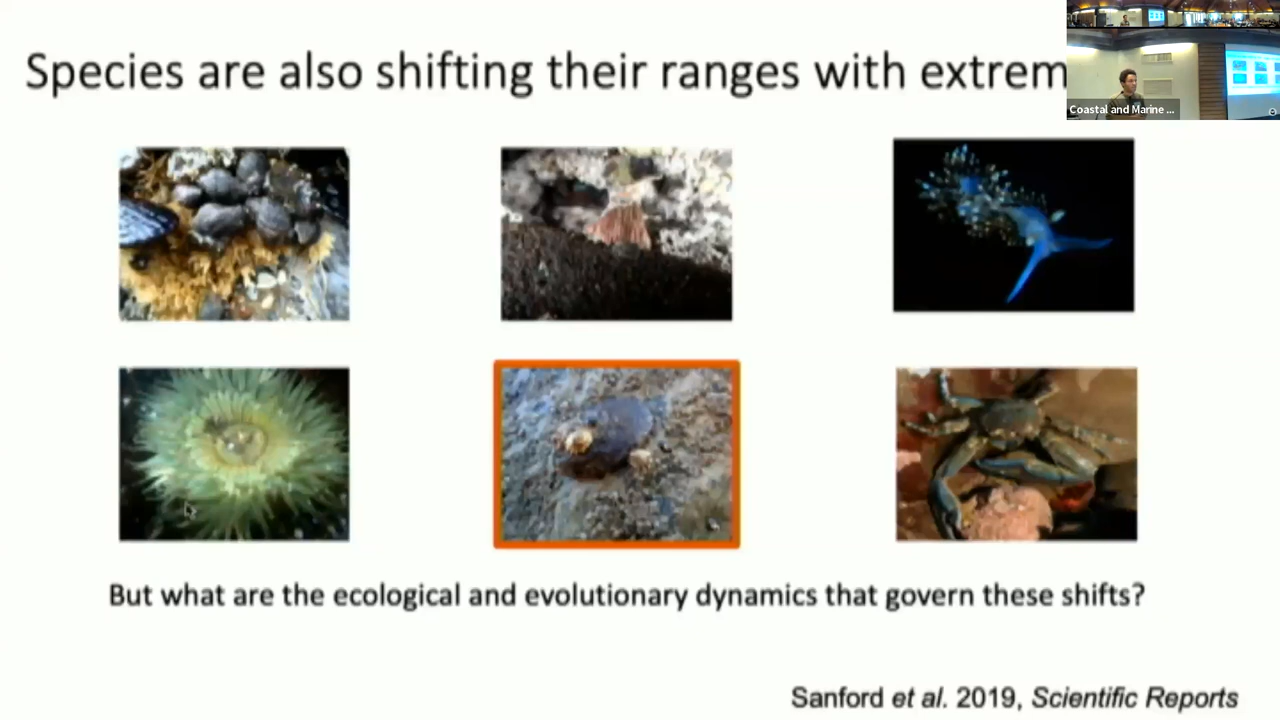 Species are also shifting their ranges with extrem
Coastal and Marine ...
But what are the ecological and evolutionary dynamics that govern these shifts?
Sanford et al. 2019, Scientific Reports